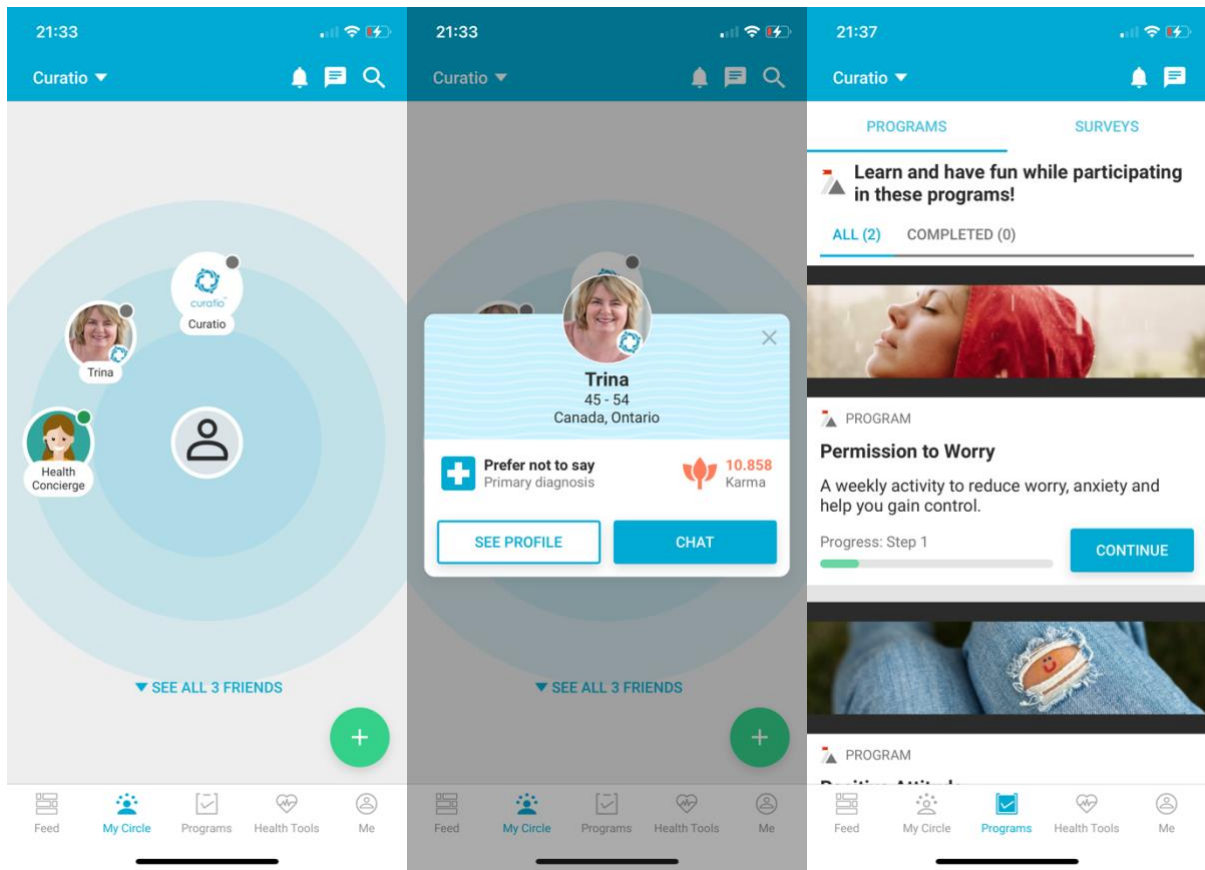 21:33
Curatio
curatio
Curatio
Trina
Health
Concierge
SEE ALL 3 FRIENDS
+
Feed
My Circle
Programs
Health Tools
Me
21:33
Curatio
Trina
45 - 54
Canada, Ontario
Prefer not to say
Primary diagnosis
10.858
Karma
SEE PROFILE
CHAT
SEE ALL 3 FRIENDS
+
Feed
My Circle
Programs
Health Tools
Me
21:37
Curatio
PROGRAMS
SURVEYS
Learn and have fun while participating
in these programs!
ALL (2)
COMPLETED (0)
PROGRAM
Permission to Worry
A weekly activity to reduce worry, anxiety and
help you gain control.
Progress: Step 1
CONTINUE
PROGRAM
Positive Attitude
Feed
My Circle
Programs
Health Tools
Me